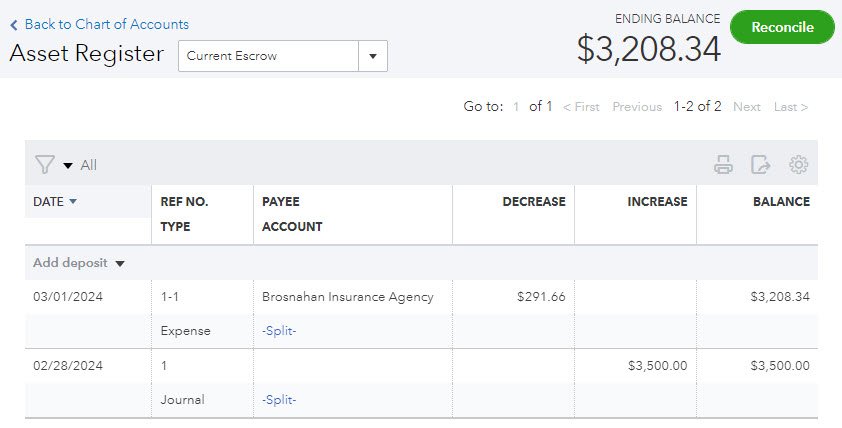 Back to Chart of Accounts
ENDING BALANCE
Asset Register
Current Escrow
$3,208.34
Reconcile
Go to: 1 of 1 < First Previous 1-2 of 2 Next Last >
All
DATE REF NO. PAYEE DECREASE INCREASE BALANCE
TYPE ACCOUNT
Add deposit
03/01/2024 1-1 Brosnahan Insurance Agency $291.66 $3,208.34
Expense -Split-
02/28/2024 1 $3,500.00 $3,500.00
Journal -Split-